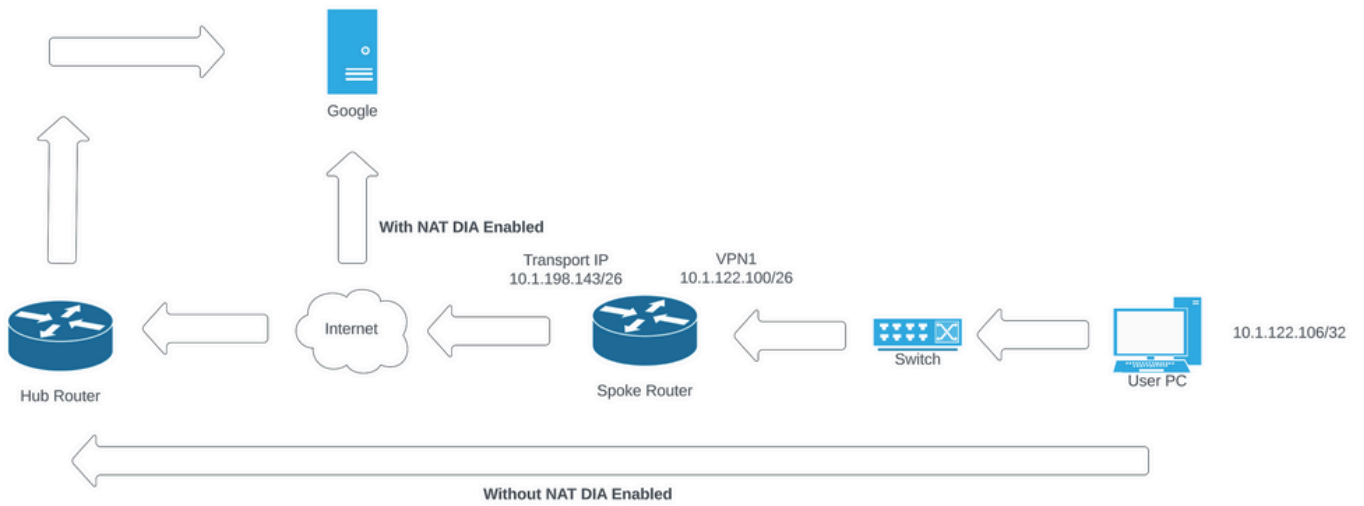 Google
With NAT DIA Enabled
Transport IP
10.1.198.143/26
VPN1
10.1.122.100/26
Internet
10.1.122.106/32
Switch
User PC
Hub Router
Spoke Router
Without NAT DIA Enabled